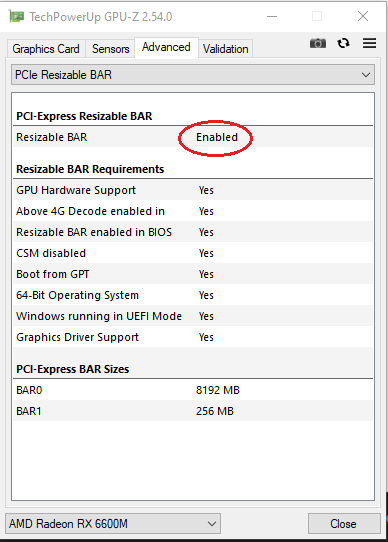 TechPowerUp GPU-Z 2.54.0
Graphics Card Sensors Advanced Validation
PCIe Resizable BAR
PCI-Express Resizable BAR
Resizable BAR Enabled
Resizable BAR Requirements
GPU Hardware Support Yes
Above 4G Decode enabled in Yes
Resizable BAR enabled in BIOS Yes
CSM disabled Yes
Boot from GPT Yes
64-Bit Operating System Yes
Windows running in UEFI Mode Yes
Graphics Driver Support Yes
PCI-Express BAR Sizes
BAR0 8192 MB
BAR1 256 MB
AMD Radeon RX 6600M Close